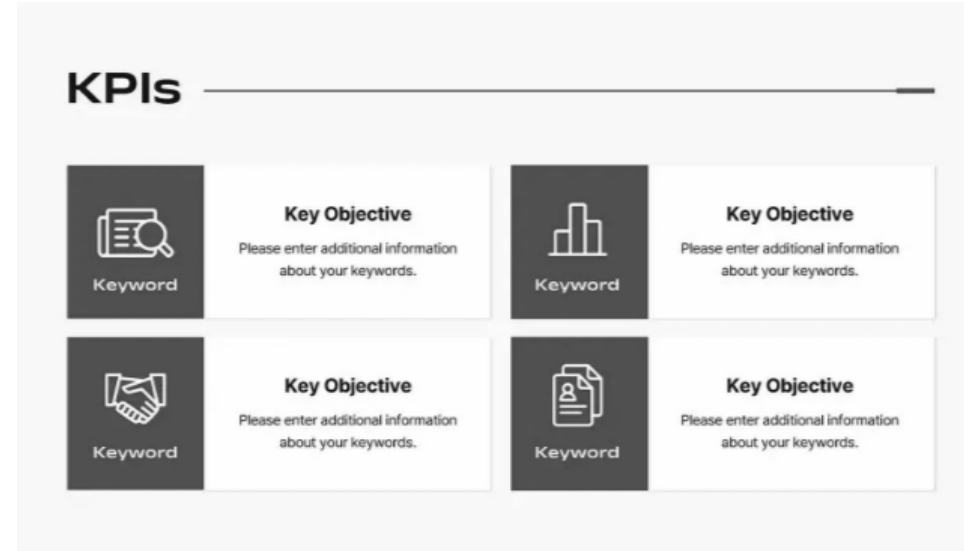 KPIs
Keyword
Key Objective
Please enter additional information
about your keywords.
Keyword
Key Objective
Please enter additional information
about your keywords.
Keyword
Key Objective
Please enter additional information
about your keywords.
Keyword
Key Objective
Please enter additional information
about your keywords.